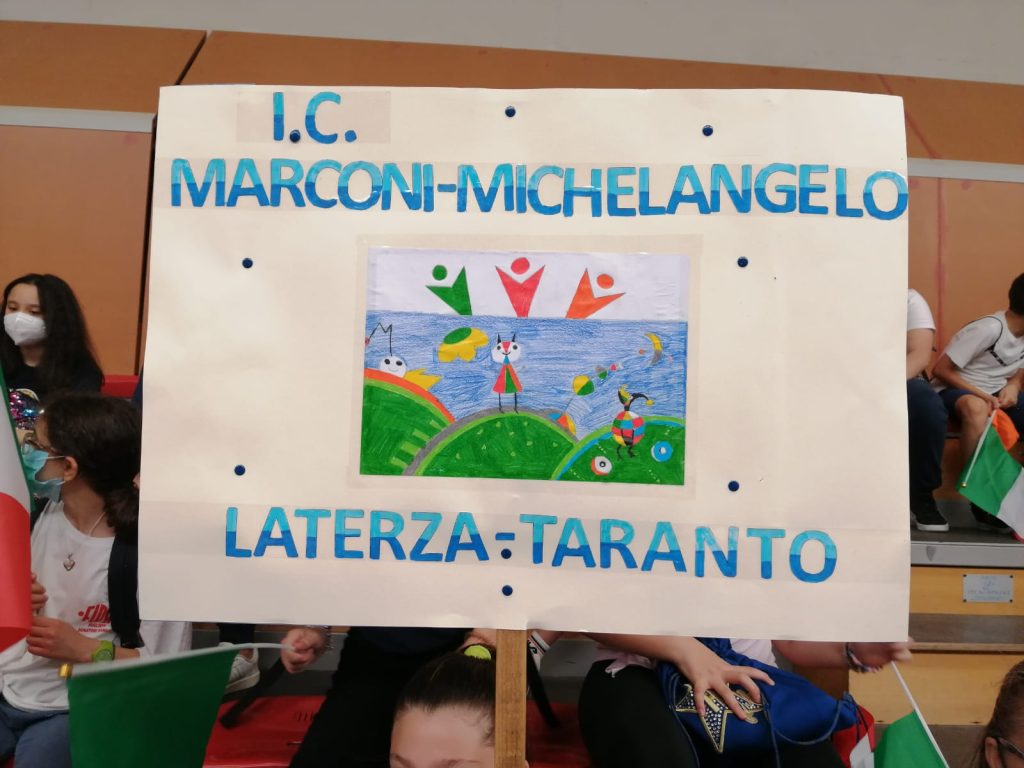 I.C.
MARCONI-MICHELANGELO
LATERZA-TARANTO